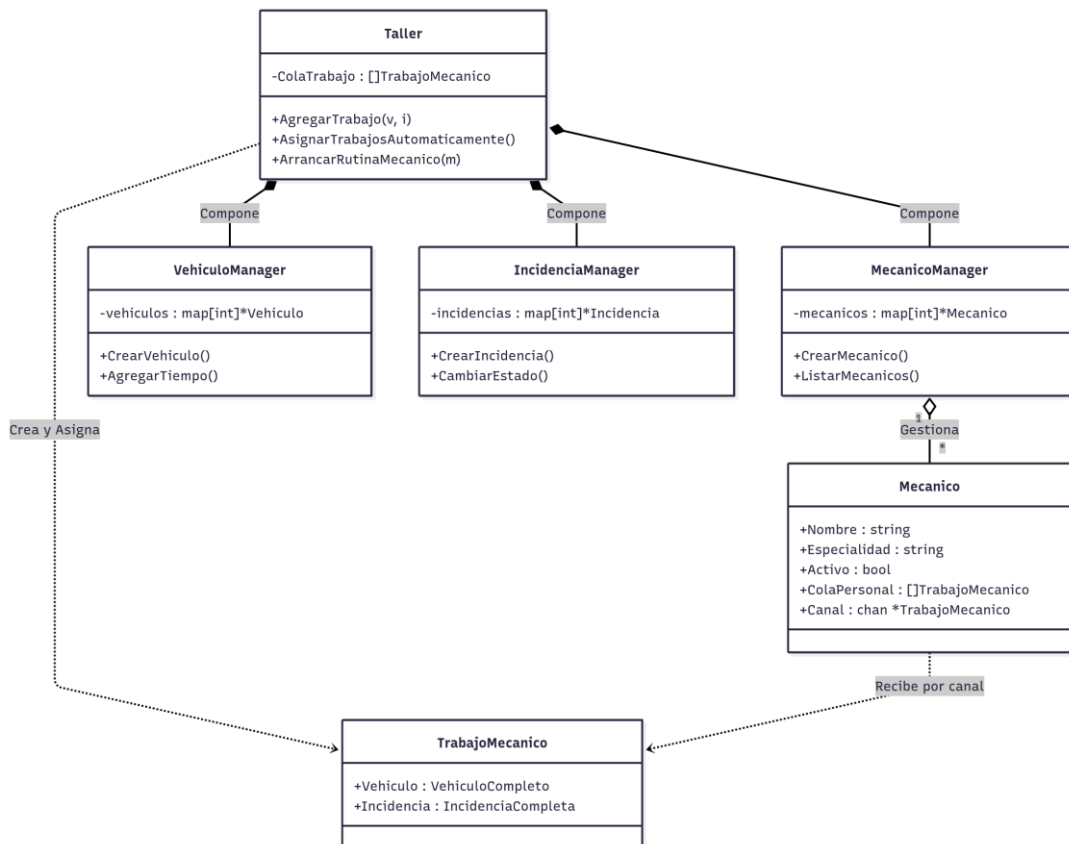 Taller
-ColaTrabajo : []TrabajoMecanico
+AgregarTrabajo(v, i)
+AsignarTrabajosAutomaticamente()
+ArrancarRutinaMecanico(m)
Compone
Compone
Compone
VehiculoManager
-vehiculos : map[int]*Vehiculo
+CrearVehiculo()
+AgregarTiempo()
IncidenciaManager
-incidencias : map[int]*Incidencia
+CrearIncidencia()
+CambiarEstado()
MecanicoManager
-mecanicos : map[int]*Mecanico
+CrearMecanico()
+ListarMecanicos()
Crea y Asigna
1
Gestiona
*
Mecanico
+Nombre : string
+Especialidad : string
+Activo : bool
+ColaPersonal : []TrabajoMecanico
+Canal : chan *TrabajoMecanico
Recibe por canal
TrabajoMecanico
+Vehiculo : VehiculoCompleto
+Incidencia : IncidenciaCompleta